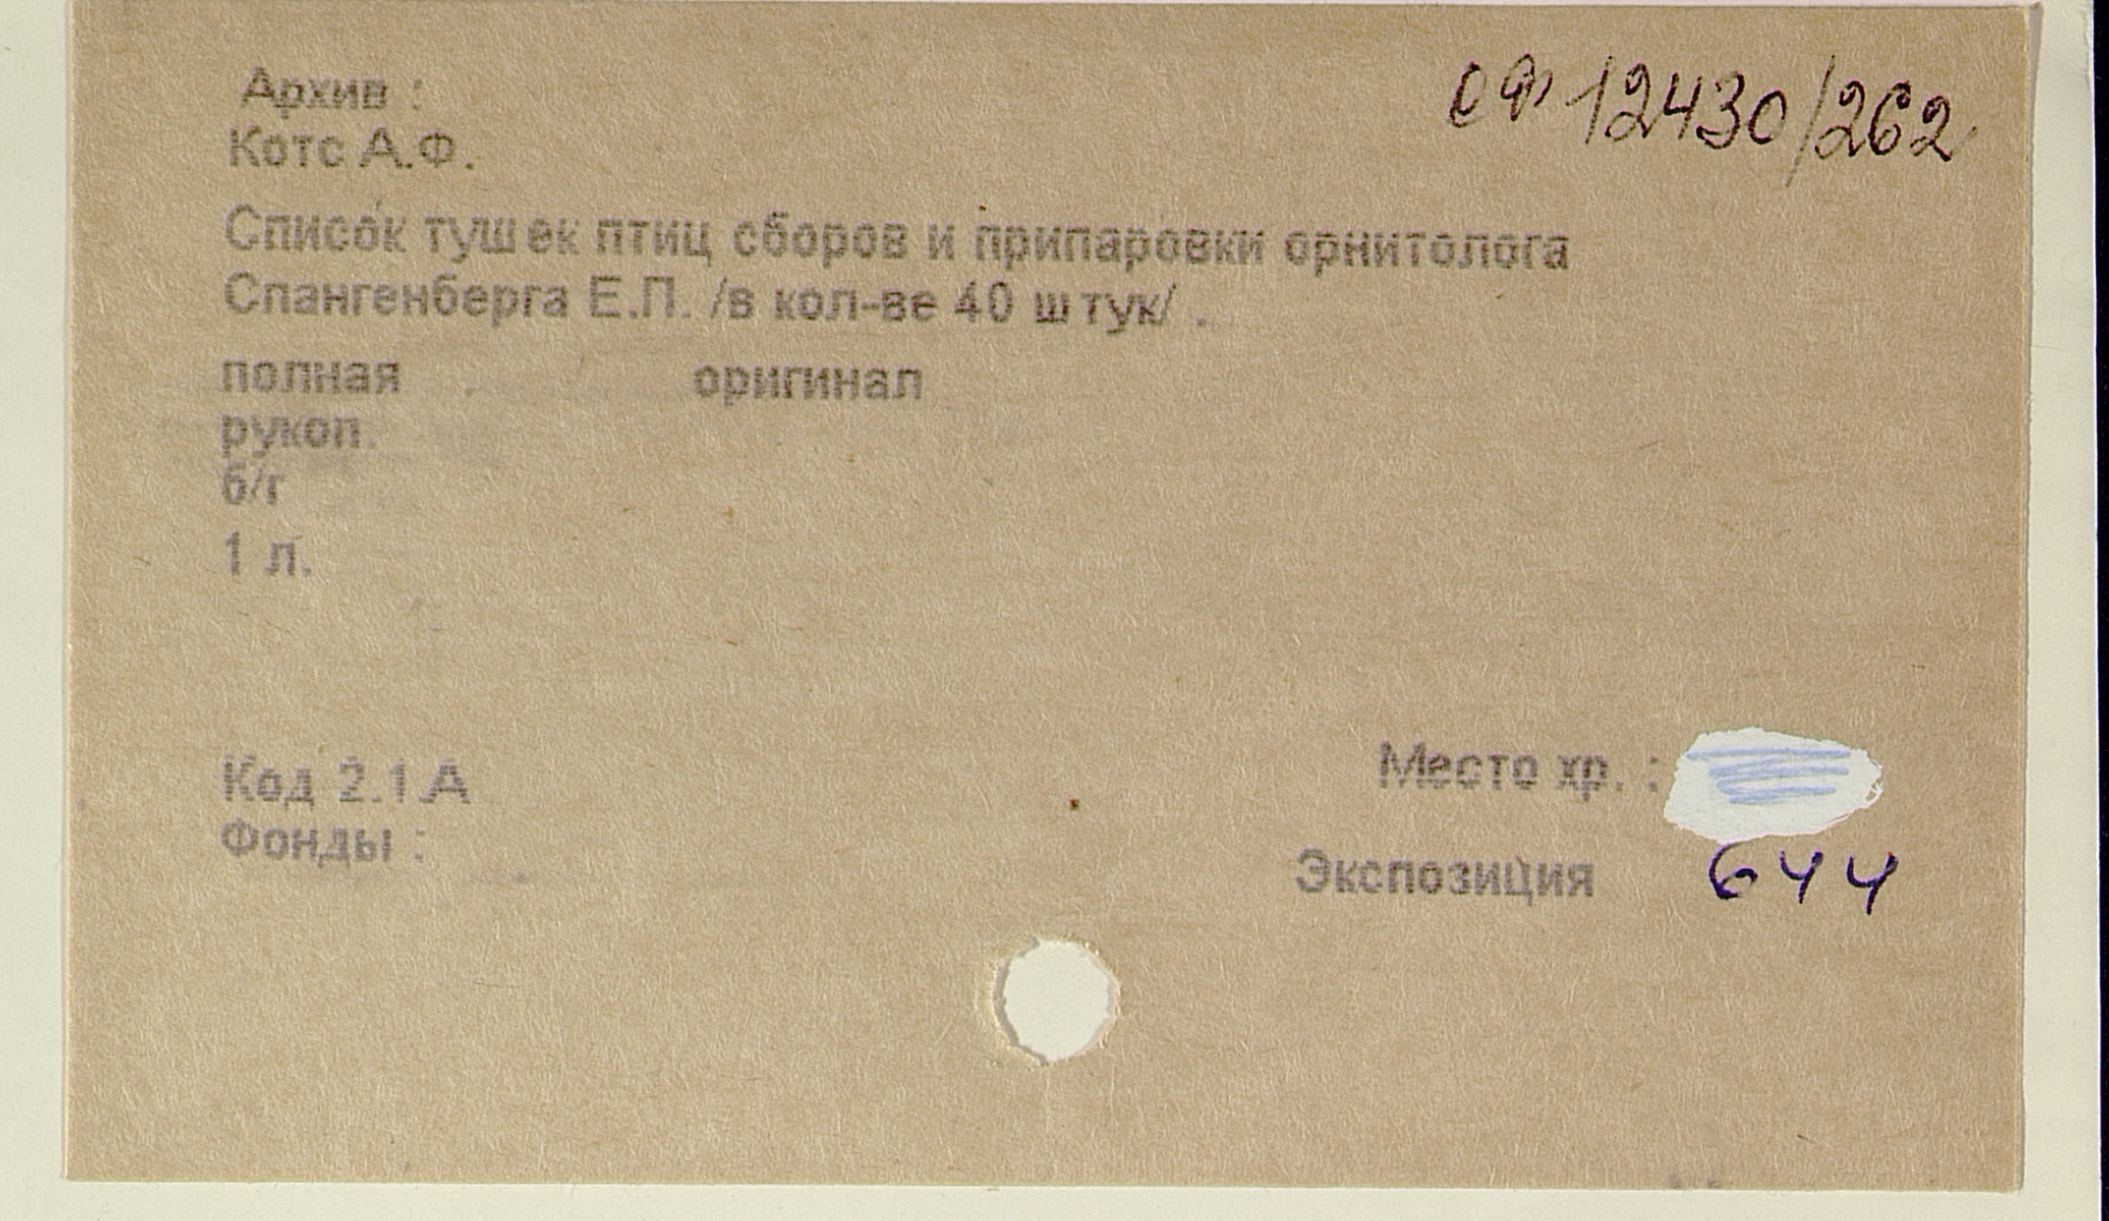 Архив :
ОФ 12430/262
Котс А.Ф.
Список тушек птиц сборов и припаровки орнитолога
Спангенберга Е.П. /в кол-ве 40 штук/ .
полная оригинал
рукоп.
б/г
1 л.
Код 2.1.А
Место хр. :
Фонды :
Экспозиция 644